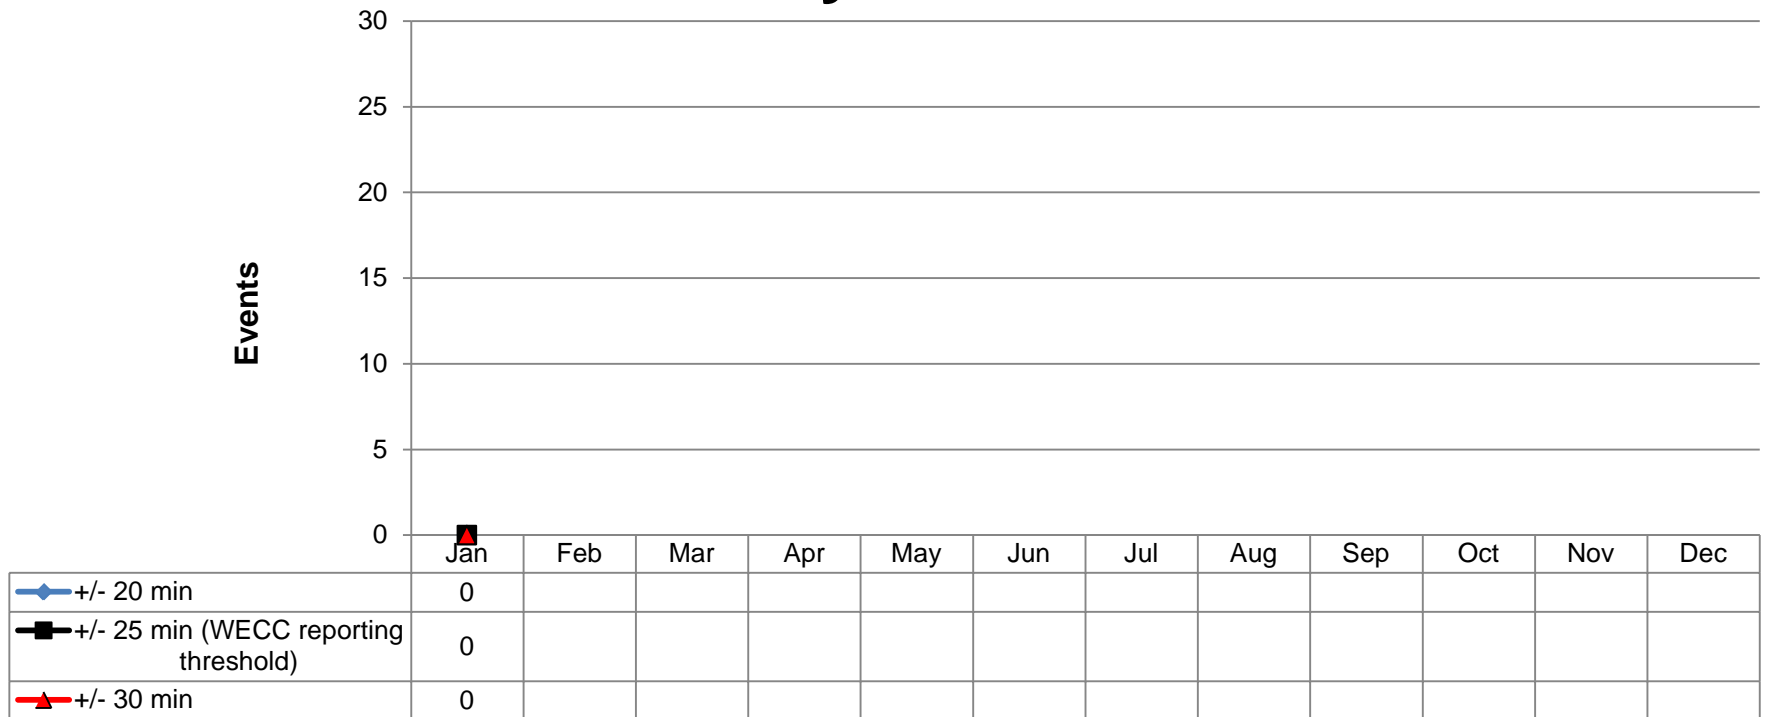 30
25
20
15
10
5
0
Events
Jan Feb Mar Apr May Jun Jul Aug Sep Oct Nov Dec
+/- 20 min 0
+/- 25 min (WECC reporting
threshold) 0
+/- 30 min 0